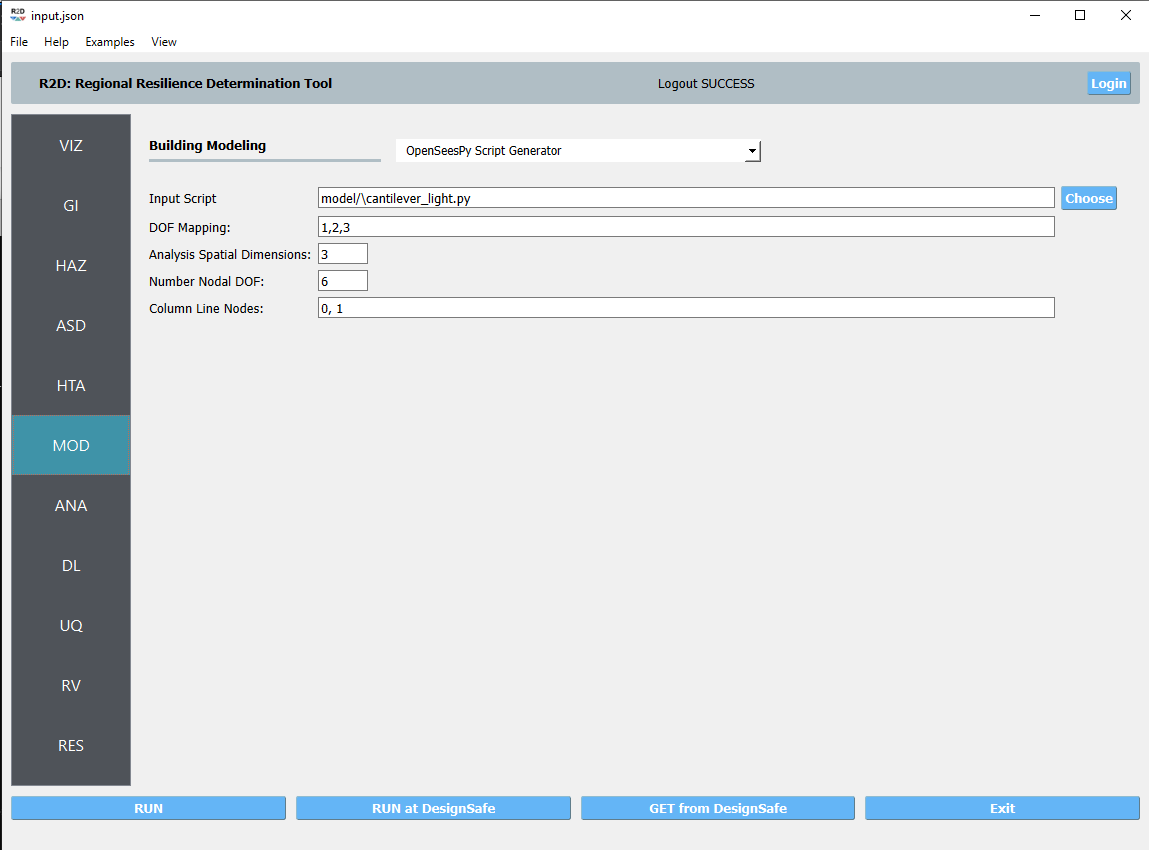 R2D input.json
File Help Examples View
R2D: Regional Resilience Determination Tool Logout SUCCESS Login
VIZ
GI
HAZ
ASD
HTA
MOD
ANA
DL
UQ
RV
RES
Building Modeling OpenSeesPy Script Generator
Input Script model/\cantilever_light.py Choose
DOF Mapping: 1,2,3
Analysis Spatial Dimensions: 3
Number Nodal DOF: 6
Column Line Nodes: 0, 1
RUN RUN at DesignSafe GET from DesignSafe Exit